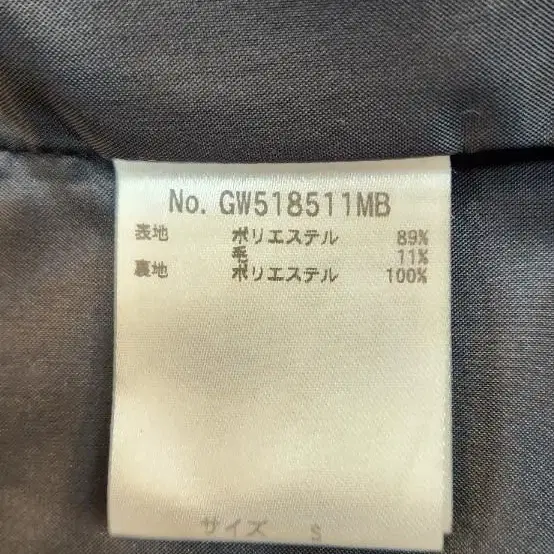 No. GW518511MB
表地 ポリエステル 89%
毛 11%
裏地 ポリエステル 100%
サイズ S